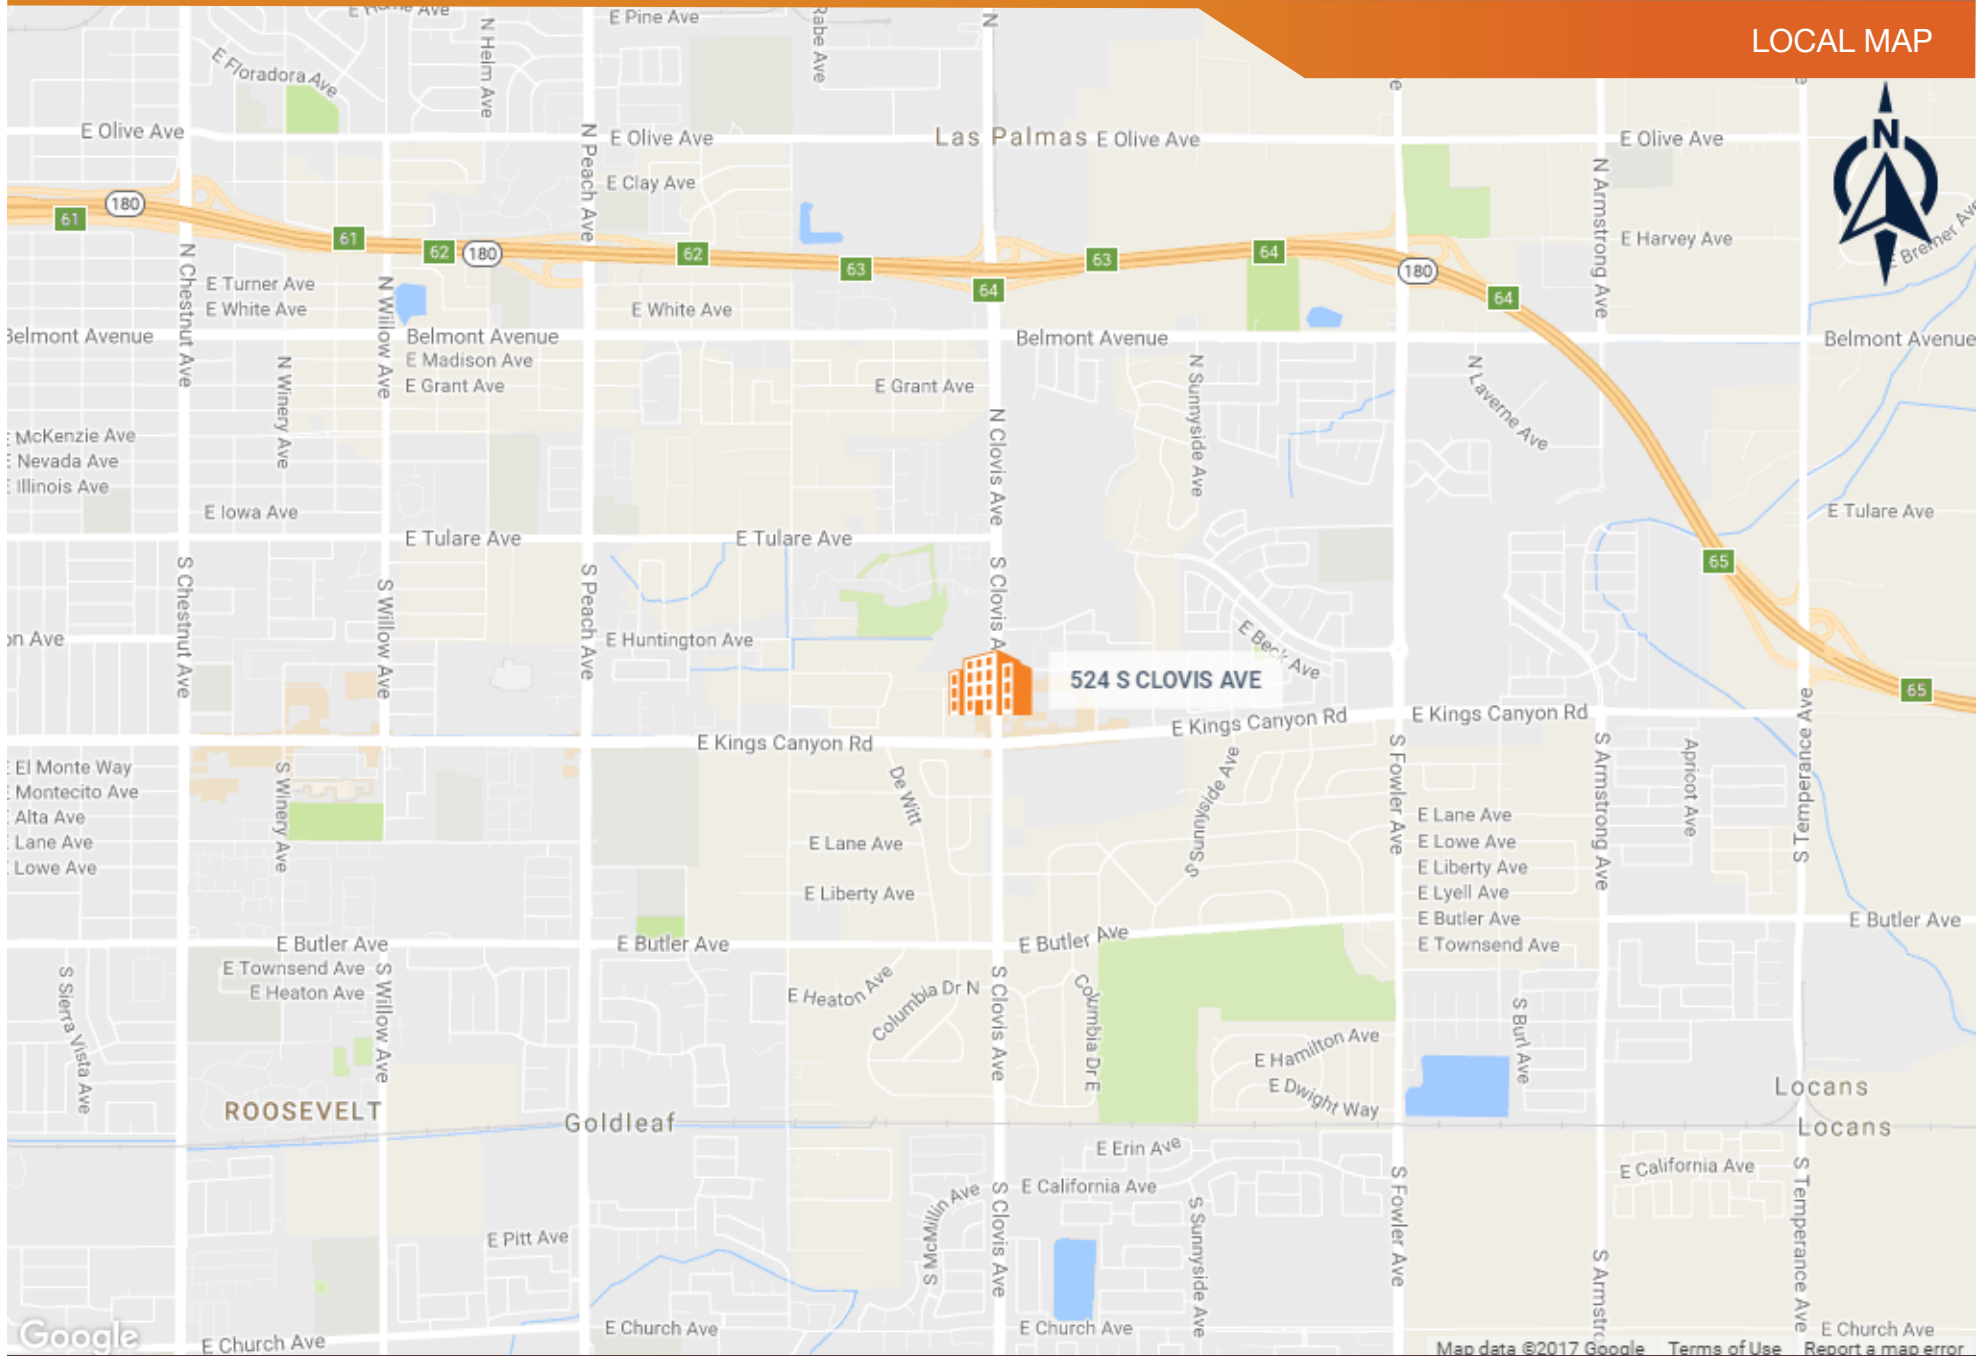 LOCAL MAP
N
E Pine Ave
N Helm Ave
N
E Floradora Ave
E Olive Ave
E Olive Ave
Las Palmas
E Olive Ave
E Olive Ave
N
N Peach Ave
E Clay Ave
N Armstrong Ave
180
61
61
62
180
62
63
64
63
64
180
64
E Harvey Ave
E Bremer Ave
N Chestnut Ave
E Turner Ave
E White Ave
N Willow Ave
E White Ave
Belmont Avenue
Belmont Avenue
Belmont Avenue
E Madison Ave
E Grant Ave
E Grant Ave
N Winery Ave
N Clovis Ave
N Sunnyside Ave
N Laverne Ave
McKenzie Ave
Nevada Ave
Illinois Ave
E Iowa Ave
E Tulare Ave
E Tulare Ave
E Tulare Ave
65
S Chestnut Ave
S Willow Ave
S Peach Ave
S Clovis A
E Huntington Ave
E Beck Ave
524 S CLOVIS AVE
65
E Kings Canyon Rd
E Kings Canyon Rd
E Kings Canyon Rd
El Monte Way
Montecito Ave
Alta Ave
Lane Ave
Lowe Ave
S Winery Ave
De Witt
E Lane Ave
E Liberty Ave
S Sunnyside Ave
S Fowler Ave
E Lane Ave
E Lowe Ave
E Liberty Ave
E Lyell Ave
E Butler Ave
E Townsend Ave
S Armstrong Ave
Apricot Ave
S Temperance Ave
E Butler Ave
E Butler Ave
E Butler Ave
E Butler Ave
E Townsend Ave
E Heaton Ave
S Willow Ave
S Sierra Vista Ave
E Heaton Ave
Columbia Dr N
S Clovis Ave
Columbia Dr E
E Hamilton Ave
E Dwight Way
S Burl Ave
ROOSEVELT
Goldleaf
Locans
Locans
E Erin Ave
E California Ave
E California Ave
S McMillin Ave
S Clovis Ave
S Sunnyside Ave
S Fowler Ave
S Temperance Ave
E Pitt Ave
E Church Ave
E Church Ave
E Church Ave
E Church Ave
Google
Map data ©2017 Google
Terms of Use
Report a map error